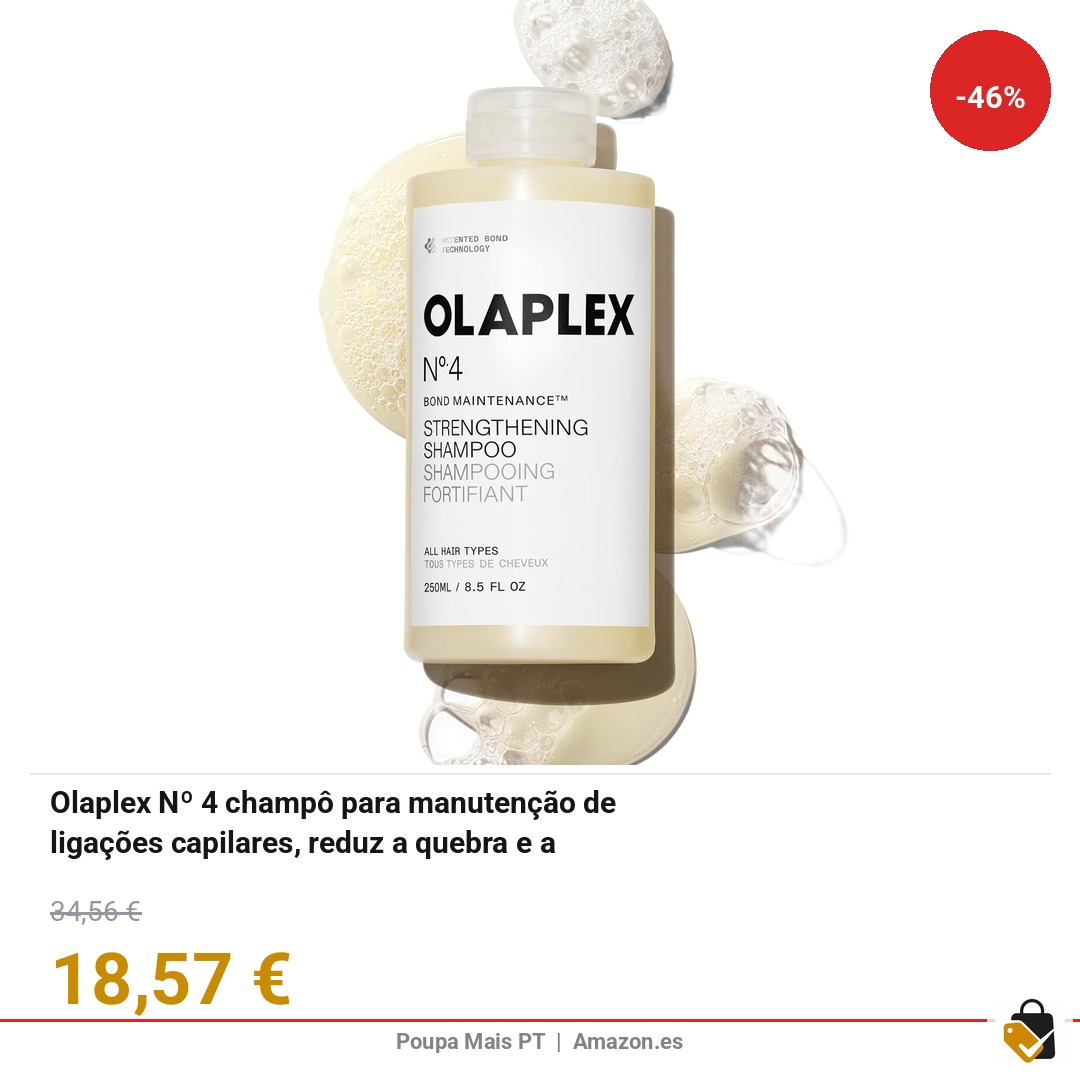 -46%
PATENTED BOND
TECHNOLOGY
OLAPLEX
Nº.4
BOND MAINTENANCE™
STRENGTHENING
SHAMPOO
SHAMPOOING
FORTIFIANT
ALL HAIR TYPES
TOUS TYPES DE CHEVEUX
250ML / 8.5 FL OZ
Olaplex Nº 4 champô para manutenção de
ligações capilares, reduz a quebra e a
34,56 €
18,57 €
Poupa Mais PT | Amazon.es